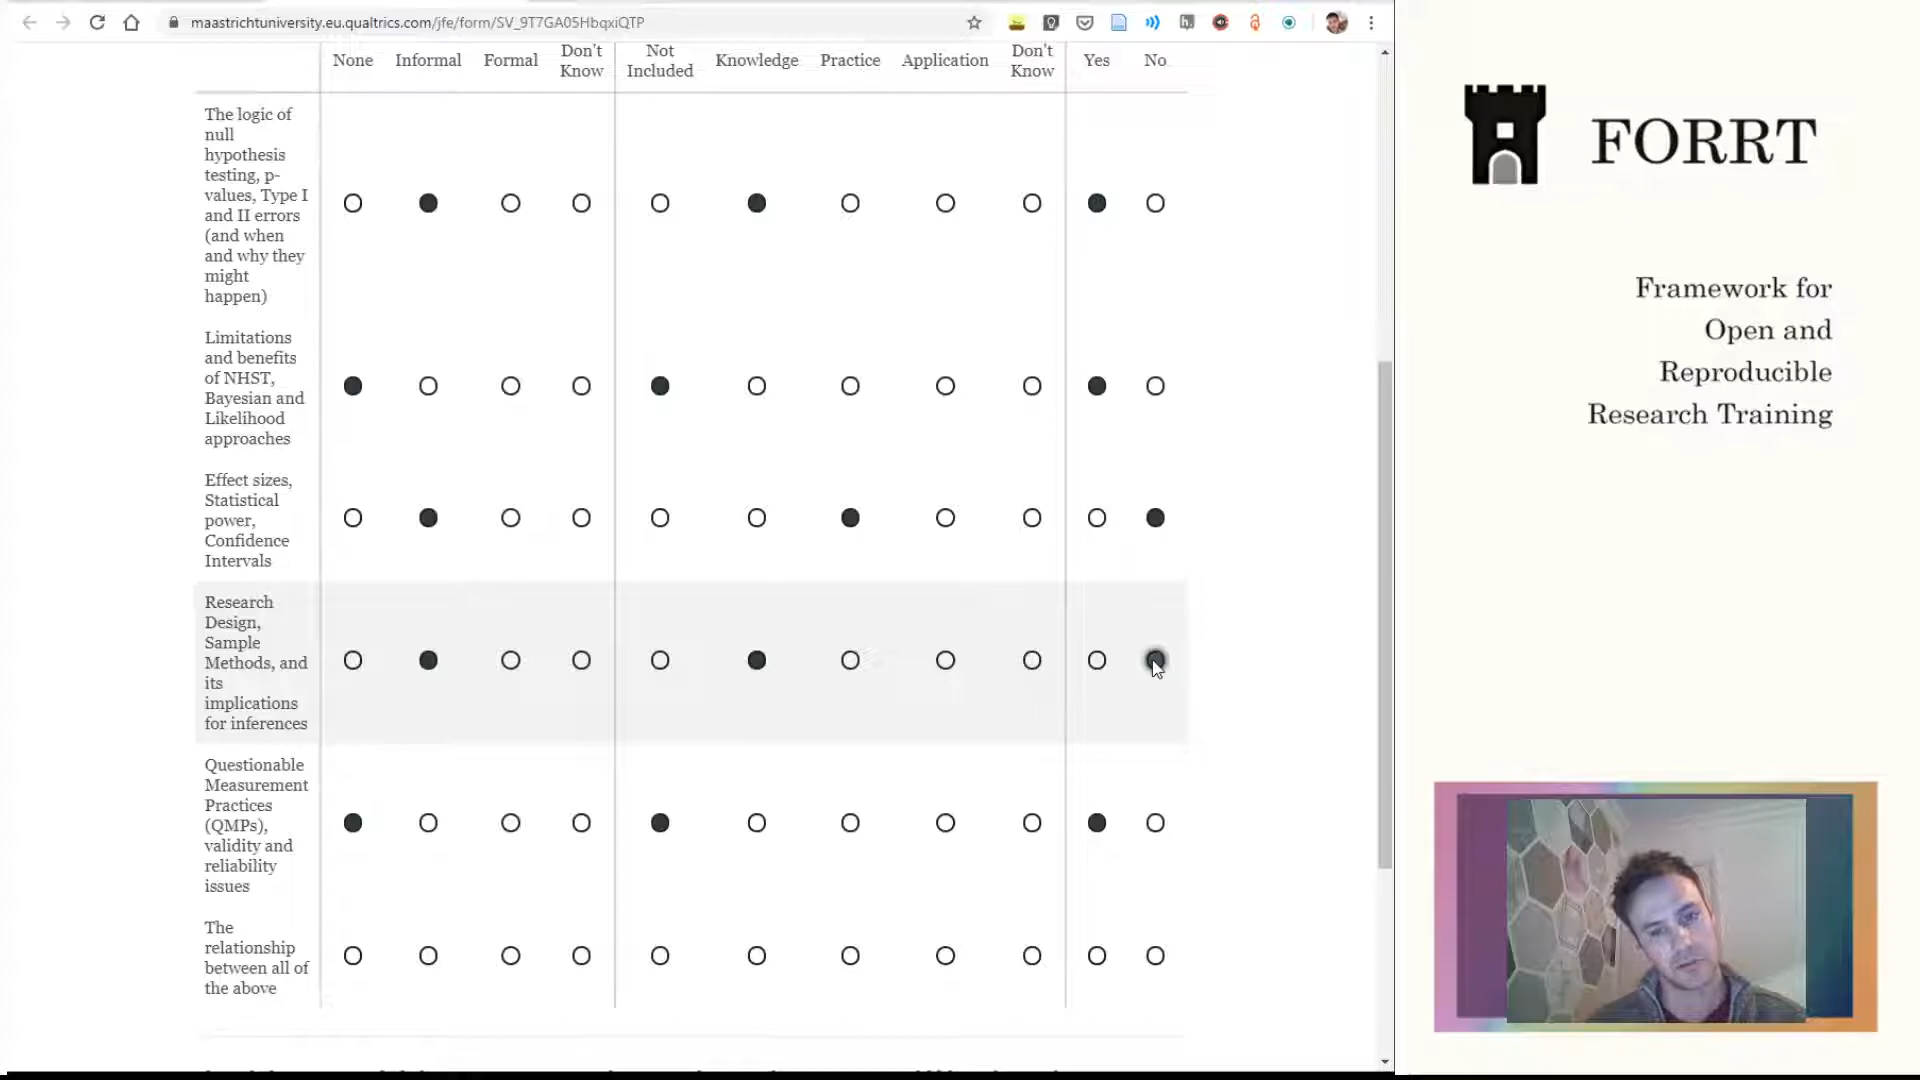 maastrichtuniversity.eu.qualtrics.com/jfe/form/SV_9T7GA05HbqxiQTP
None Informal Formal Don't Know Not Included Knowledge Practice Application Don't Know Yes No
The logic of
null
hypothesis
testing, p-
values, Type I
and II errors
(and when
and why they
might
happen)
Limitations
and benefits
of NHST,
Bayesian and
Likelihood
approaches
Effect sizes,
Statistical
power,
Confidence
Intervals
Research
Design,
Sample
Methods, and
its
implications
for inferences
Questionable
Measurement
Practices
(QMPs),
validity and
reliability
issues
The
relationship
between all of
the above
FORRT
Framework for
Open and
Reproducible
Research Training